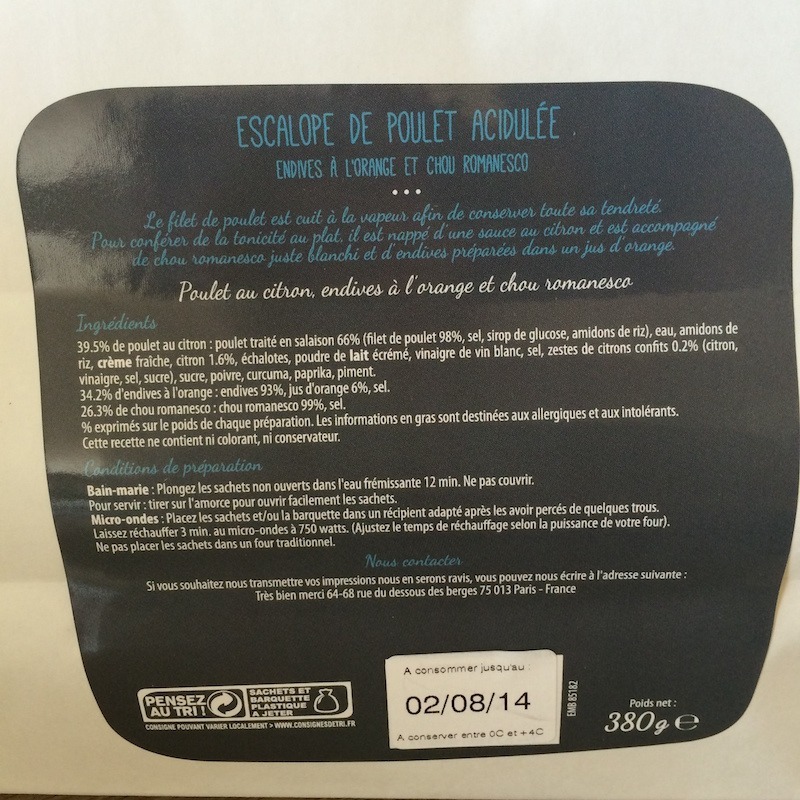 ESCALOPE DE POULET ACIDULÉE
ENDIVES À L'ORANGE ET CHOU ROMANESCO
Le filet de poulet est cuit à la vapeur afin de conserver toute sa tendreté.
Pour conférer de la tonicité au plat, il est nappé d'une sauce au citron et est accompagné
de chou romanesco juste blanchi et d'endives préparées dans un jus d'orange.
Poulet au citron, endives à l'orange et chou romanesco
Ingrédients
39.5% de poulet au citron : poulet traité en salaison 66% (filet de poulet 98%, sel, sirop de glucose, amidons de riz), eau, amidons de
riz, crème fraîche, citron 1.6%, échalotes, poudre de lait écrémé, vinaigre de vin blanc, sel, zestes de citrons confits 0.2% (citron,
vinaigre, sel, sucre), sucre, poivre, curcuma, paprika, piment.
34.2% d'endives à l'orange : endives 93%, jus d'orange 6%, sel.
26.3% de chou romanesco : chou romanesco 99%, sel.
% exprimés sur le poids de chaque préparation. Les informations en gras sont destinées aux allergiques et aux intolérants.
Cette recette ne contient ni colorant, ni conservateur.
Conditions de préparation
Bain-marie : Plongez les sachets non ouverts dans l'eau frémissante 12 min. Ne pas couvrir.
Pour servir : tirer sur l'amorce pour ouvrir facilement les sachets.
Micro-ondes : Placez les sachets et/ou la barquette dans un récipient adapté après les avoir percés de quelques trous.
Laissez réchauffer 3 min. au micro-ondes à 750 watts. (Ajustez le temps de réchauffage selon la puissance de votre four).
Ne pas placer les sachets dans un four traditionnel.
Nous contacter
Si vous souhaitez nous transmettre vos impressions nous en serons ravis, vous pouvez nous écrire à l'adresse suivante :
Très bien merci 64-68 rue du dessous des berges 75 013 Paris - France
PENSEZ
AU TRI !
SACHETS ET
BARQUETTE
PLASTIQUE
A JETER
CONSIGNE POUVANT VARIER LOCALEMENT > WWW.CONSIGNESDETRI.FR
A consommer jusqu'au :
02/08/14
A conserver entre 0C et +4C
EMB 85182
Poids net :
380g ℮